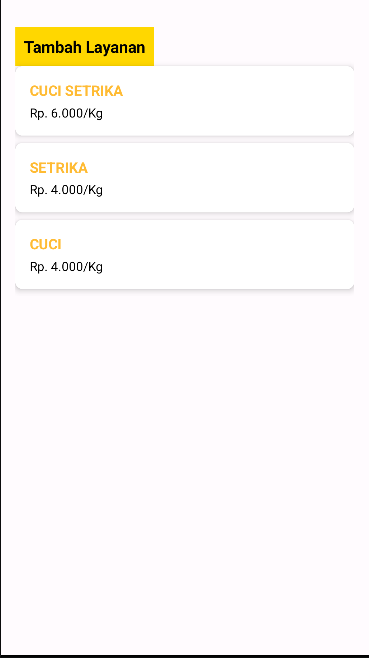 Tambah Layanan
CUCI SETRIKA
Rp. 6.000/Kg
SETRIKA
Rp. 4.000/Kg
CUCI
Rp. 4.000/Kg